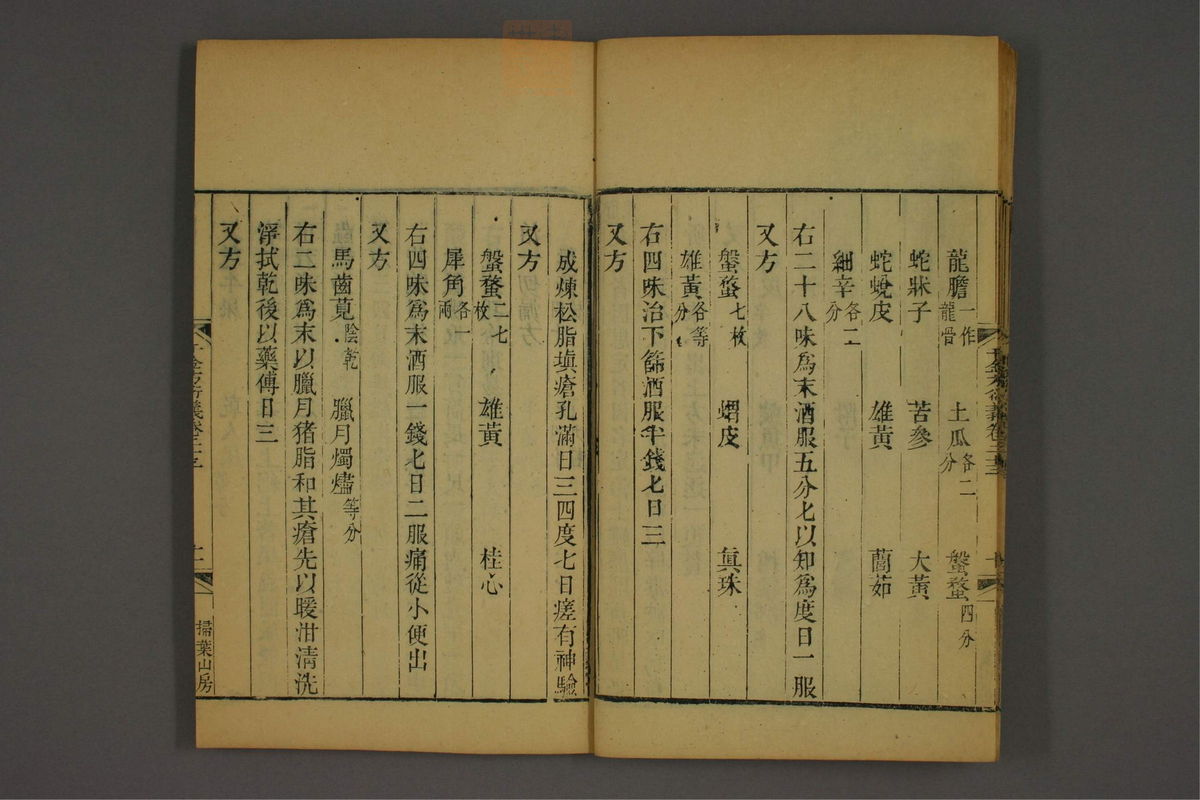 龍膽一作龍骨 土瓜各二分 螌蝥四分
蛇牀子 苦參 大黃
蛇蛻皮 雄黃 䕡茹
細辛各二分
右二十八味爲末酒服五分匕以知爲度日一服
又方
螌蝥七枚 蝟皮 眞珠
雄黃各等分
右四味治下篩酒服半錢匕日三
又方
成煉松脂塡瘡孔滿日三四度七日瘥有神驗
又方
螌蝥二七枚 雄黃 桂心
犀角各一兩
右四味爲末酒服一錢匕日二服痛從小便出
又方
馬齒莧陰乾 臘月燭燼等分
右二味爲末以臘月猪脂和其瘡先以暖泔清洗
淨拭乾後以藥傅日三
又方
掃葉山房